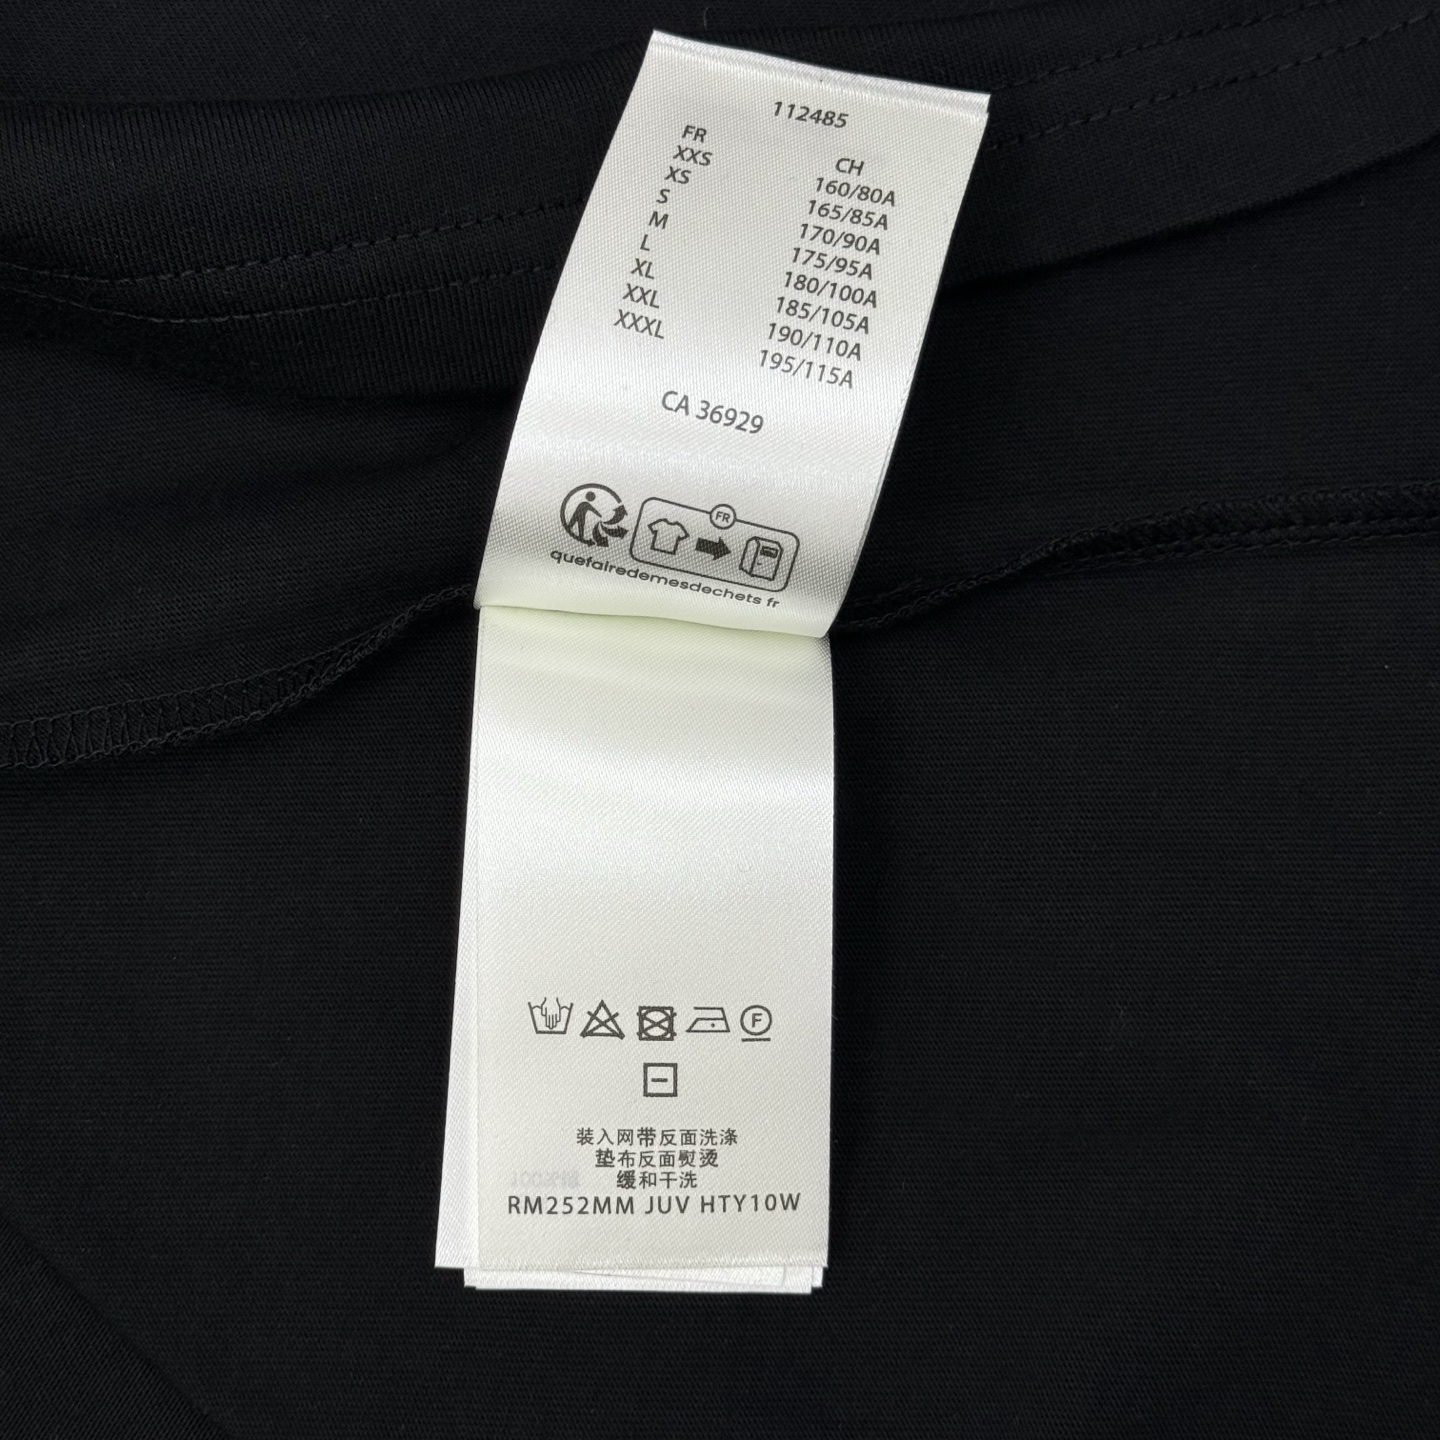 112485
FR CH
XXS 160/80A
XS 165/85A
S 170/90A
M 175/95A
L 180/100A
XL 185/105A
XXL 190/110A
XXXL 195/115A
CA 36929
FR
quefairedemesdechets fr
F
装入网带反面洗涤
垫布反面熨烫
缓和干洗
RM252MM JUV HTY10W